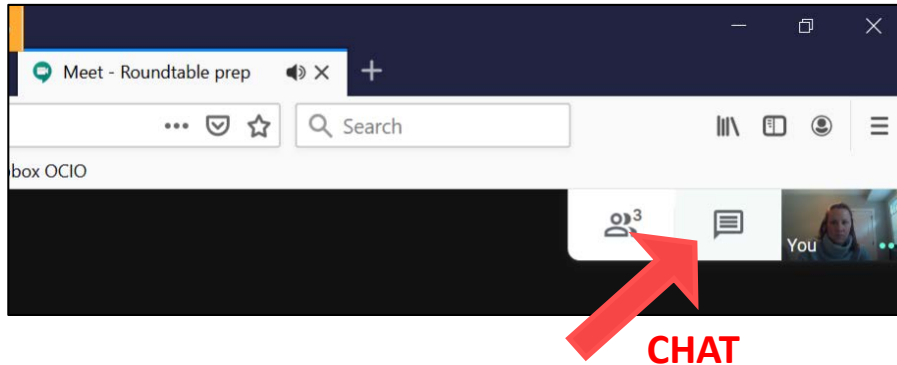 Meet - Roundtable prep
Search
box OCIO
3
You
CHAT